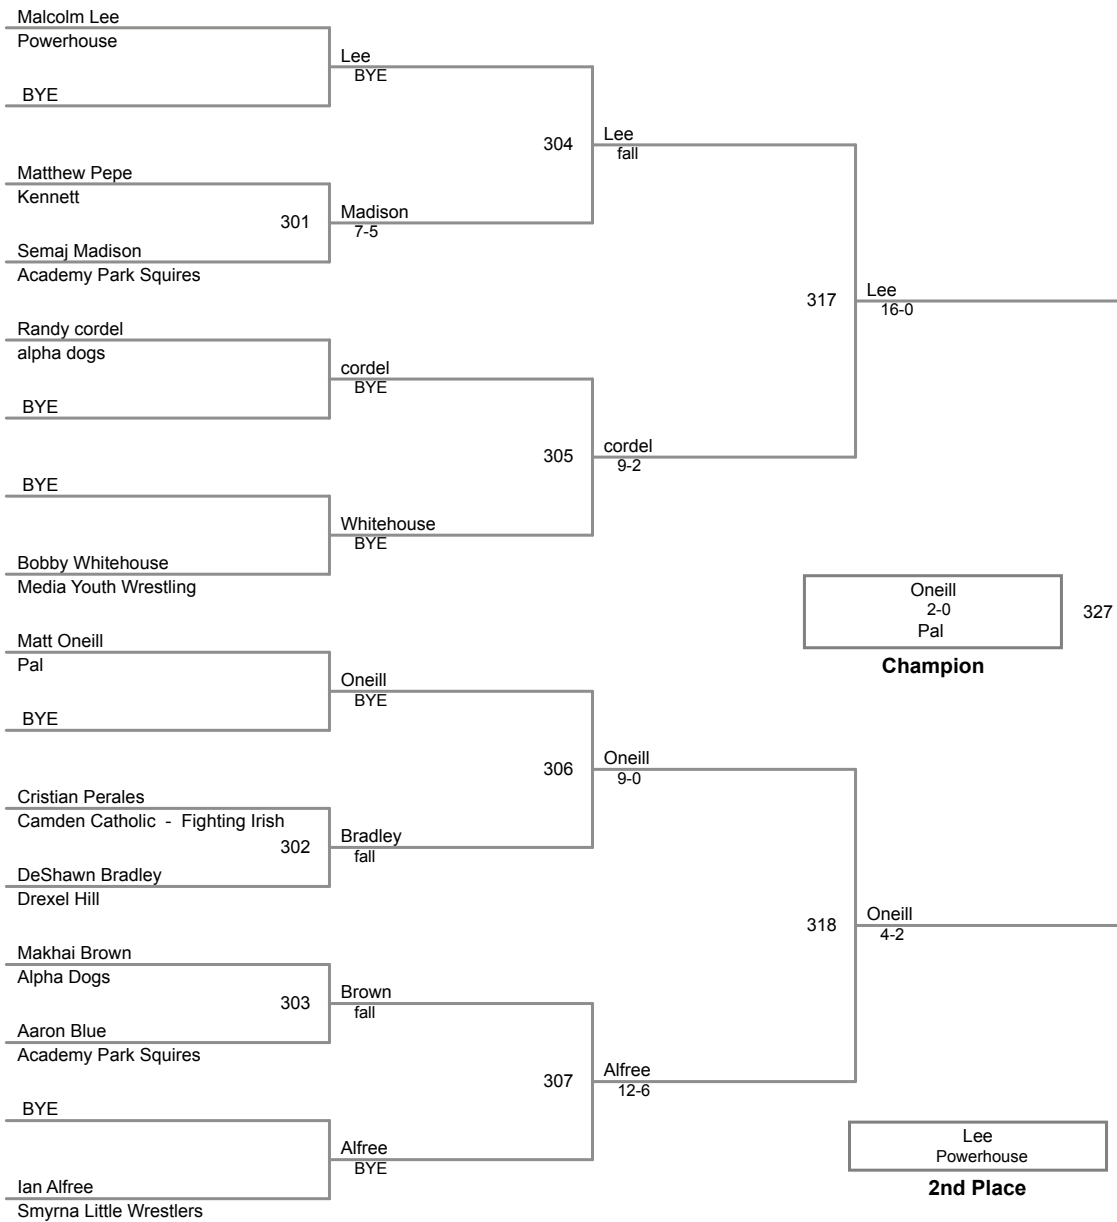 Malcolm Lee
Powerhouse
BYE
Lee
BYE
Matthew Pepe
Kennett
301
Semaj Madison
Academy Park Squires
Madison
7-5
304
Lee
fall
Randy cordel
alpha dogs
BYE
cordel
BYE
BYE
Bobby Whitehouse
Media Youth Wrestling
Whitehouse
BYE
305
cordel
9-2
317
Lee
16-0
Matt Oneill
Pal
BYE
Oneill
BYE
Cristian Perales
Camden Catholic - Fighting Irish
302
DeShawn Bradley
Drexel Hill
Bradley
fall
306
Oneill
9-0
Makhai Brown
Alpha Dogs
303
Aaron Blue
Academy Park Squires
Brown
fall
BYE
Ian Alfree
Smyrna Little Wrestlers
Alfree
BYE
307
Alfree
12-6
318
Oneill
4-2
Oneill
2-0
Pal
327
Champion
Lee
Powerhouse
2nd Place